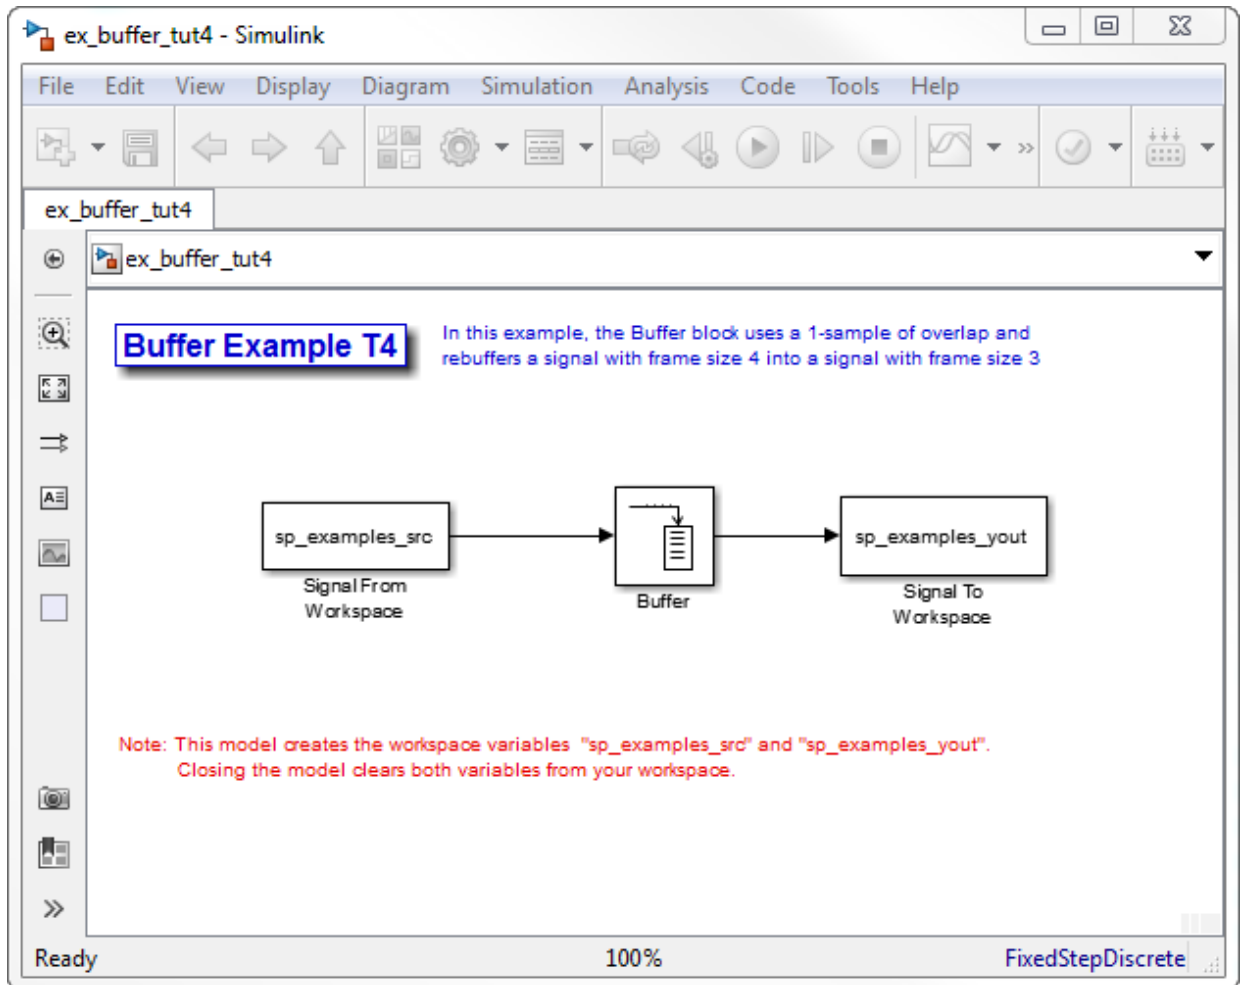 ex_buffer_tut4 - Simulink
File Edit View Display Diagram Simulation Analysis Code Tools Help
ex_buffer_tut4
ex_buffer_tut4
Buffer Example T4
In this example, the Buffer block uses a 1-sample of overlap and
rebuffers a signal with frame size 4 into a signal with frame size 3
sp_examples_src
Signal From
Workspace
Buffer
sp_examples_yout
Signal To
Workspace
Note: This model creates the workspace variables "sp_examples_src" and "sp_examples_yout".
Closing the model clears both variables from your workspace.
Ready 100% FixedStepDiscrete